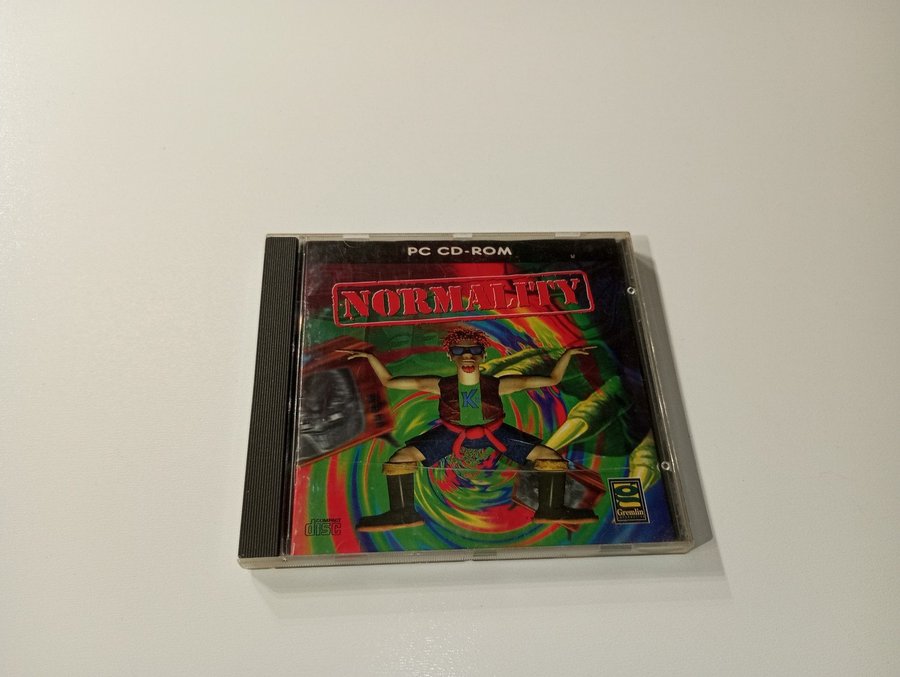 PC CD-ROM
NORMALITY
K
COMPACT
disc
Gremlin